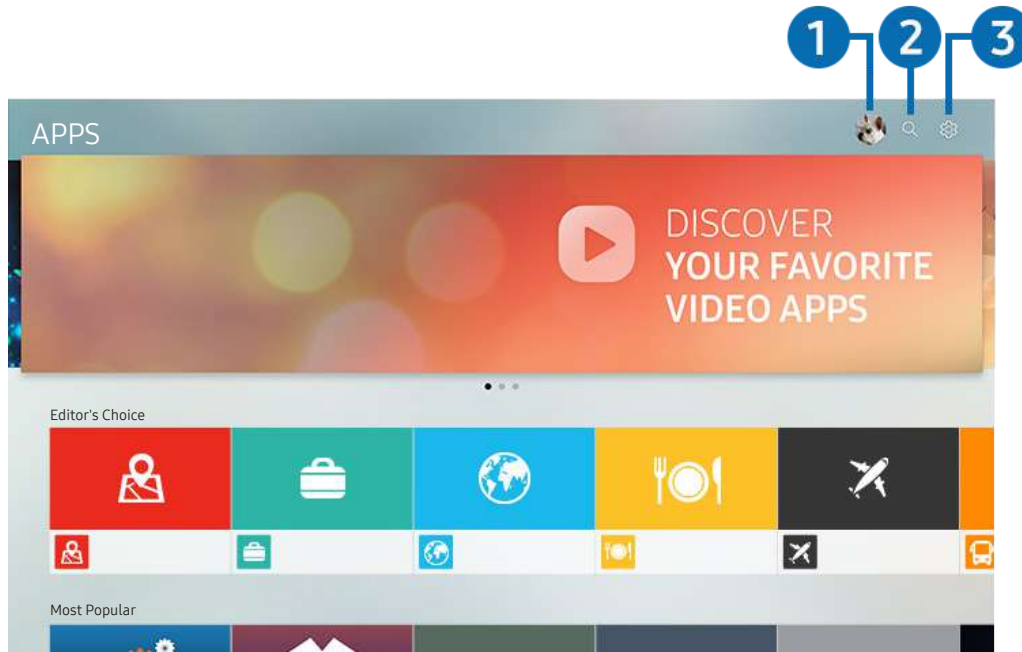 1 2 3
APPS
DISCOVER
YOUR FAVORITE
VIDEO APPS
Editor's Choice
Most Popular